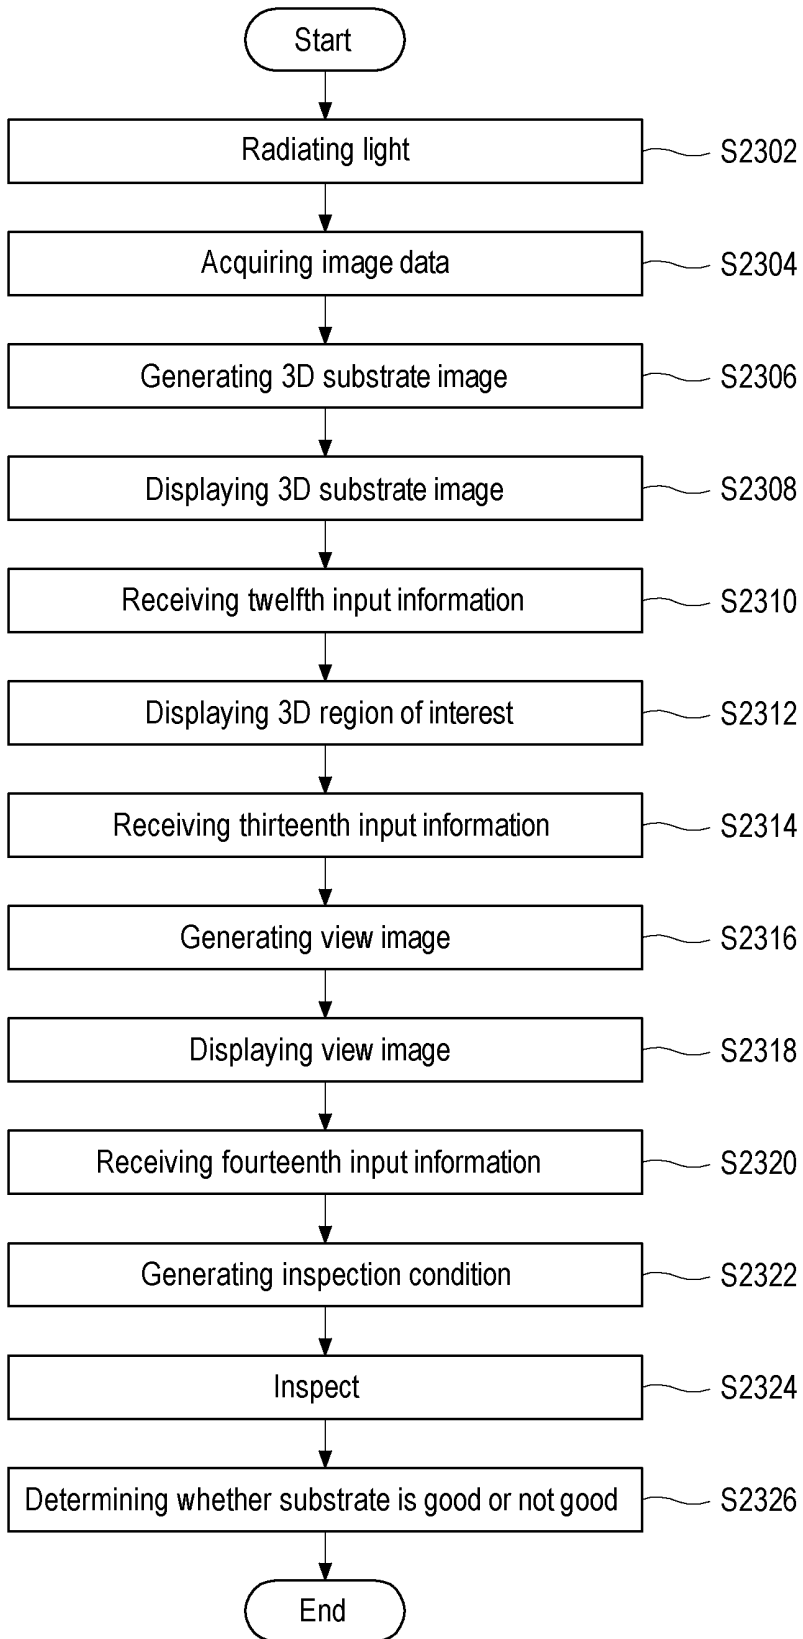 Start
Radiating light S2302
Acquiring image data S2304
Generating 3D substrate image S2306
Displaying 3D substrate image S2308
Receiving twelfth input information S2310
Displaying 3D region of interest S2312
Receiving thirteenth input information S2314
Generating view image S2316
Displaying view image S2318
Receiving fourteenth input information S2320
Generating inspection condition S2322
Inspect S2324
Determining whether substrate is good or not good S2326
End